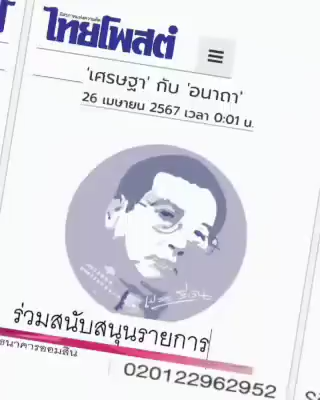 ไทยโพสต์
'เศรษฐา' กับ 'อนาถา'
26 เมษายน 2567 เวลา 0:01 น.
ร่วมสนับสนุนรายการ
ธนาคารออมสิน
020122962952